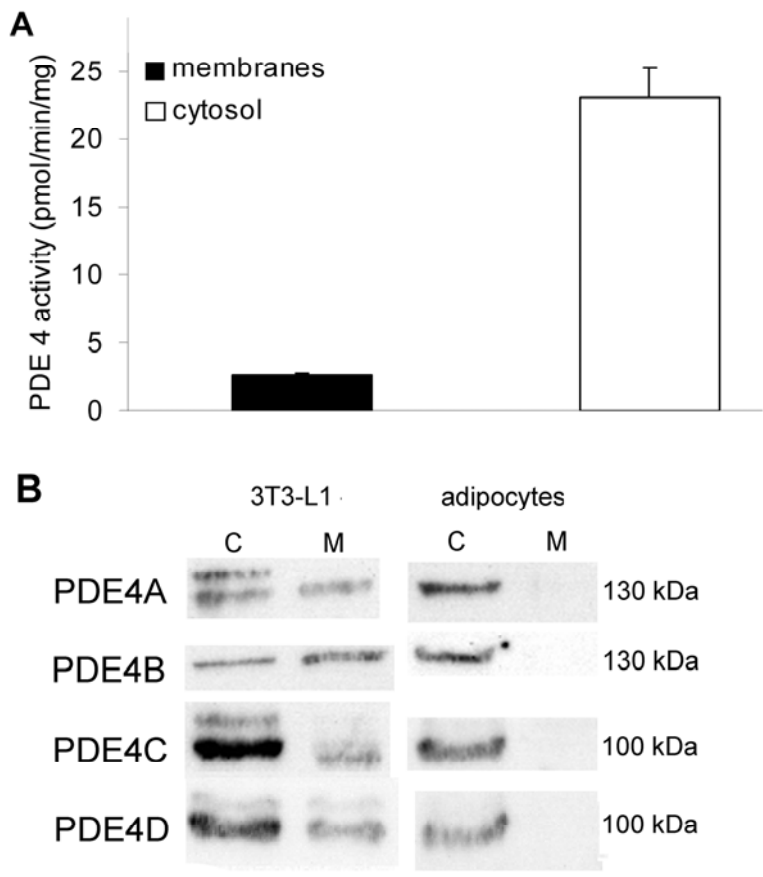 A
PDE 4 activity (pmol/min/mg)
25
20
15
10
5
0
membranes
cytosol
B
3T3-L1
adipocytes
C M C M
PDE4A 130 kDa
PDE4B 130 kDa
PDE4C 100 kDa
PDE4D 100 kDa